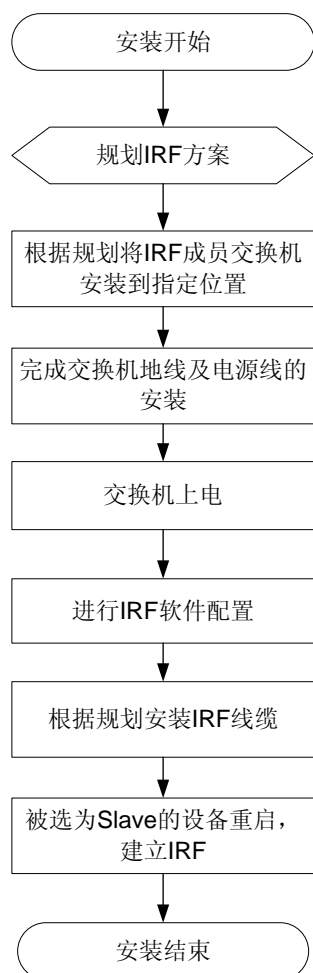 安装开始
规划IRF方案
根据规划将IRF成员交换机
安装到指定位置
完成交换机地线及电源线的
安装
交换机上电
进行IRF软件配置
根据规划安装IRF线缆
被选为Slave的设备重启，
建立IRF
安装结束